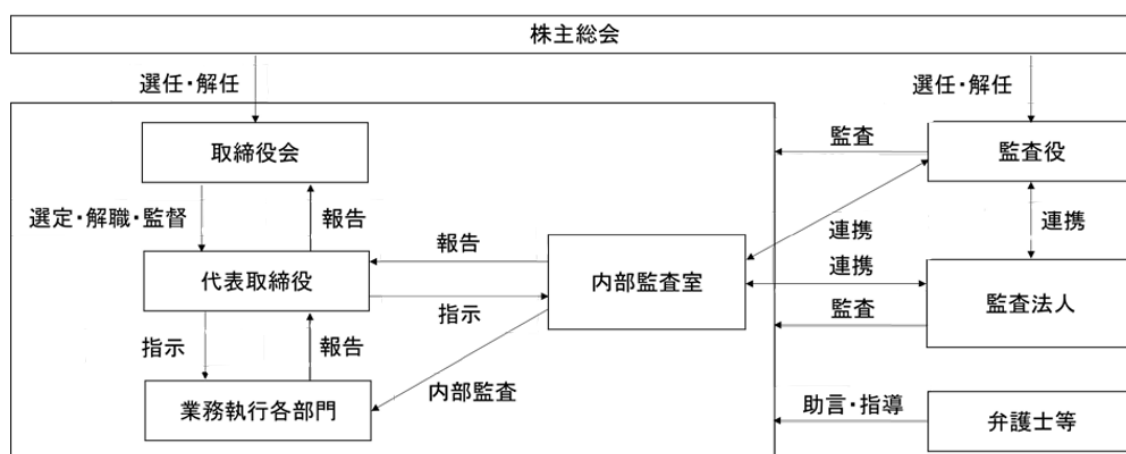 株主総会
選任・解任
選任・解任
取締役会
監査
監査役
選定・解職・監督
報告
連携
連携
報告
内部監査室
連携
代表取締役
監査法人
指示
監査
指示
報告
業務執行各部門
内部監査
助言・指導
弁護士等